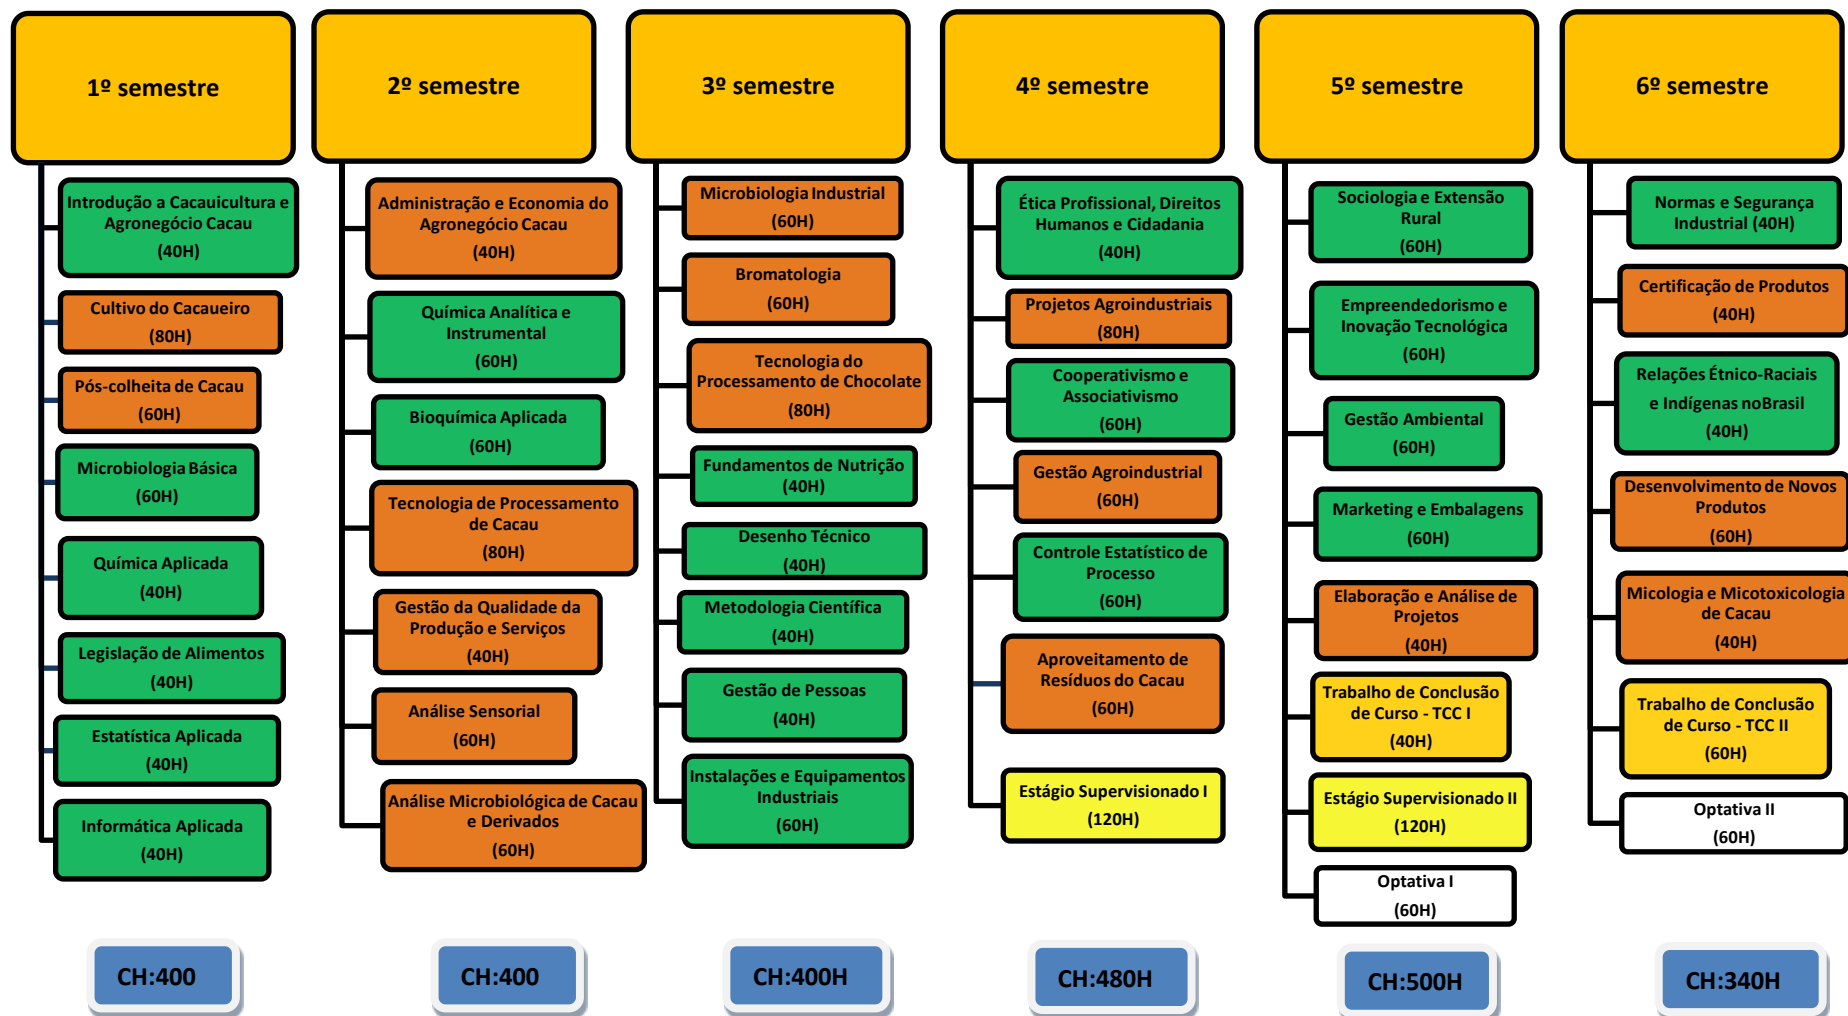 1º semestre
Introdução a Cacauicultura e
Agronegócio Cacau
(40H)
Cultivo do Cacaueiro
(80H)
Pós-colheita de Cacau
(60H)
Microbiologia Básica
(60H)
Química Aplicada
(40H)
Legislação de Alimentos
(40H)
Estatística Aplicada
(40H)
Informática Aplicada
(40H)
CH:400
2º semestre
Administração e Economia do
Agronegócio Cacau
(40H)
Química Analítica e
Instrumental
(60H)
Bioquímica Aplicada
(60H)
Tecnologia de Processamento
de Cacau
(80H)
Gestão da Qualidade da
Produção e Serviços
(40H)
Análise Sensorial
(60H)
Análise Microbiológica de Cacau
e Derivados
(60H)
CH:400
3º semestre
Microbiologia Industrial
(60H)
Bromatologia
(60H)
Tecnologia do
Processamento de Chocolate
(80H)
Fundamentos de Nutrição
(40H)
Desenho Técnico
(40H)
Metodologia Científica
(40H)
Gestão de Pessoas
(40H)
Instalações e Equipamentos
Industriais
(60H)
CH:400H
4º semestre
Ética Profissional, Direitos
Humanos e Cidadania
(40H)
Projetos Agroindustriais
(80H)
Cooperativismo e
Associativismo
(60H)
Gestão Agroindustrial
(60H)
Controle Estatístico de
Processo
(60H)
Aproveitamento de
Resíduos do Cacau
(60H)
Estágio Supervisionado I
(120H)
CH:480H
5º semestre
Sociologia e Extensão
Rural
(60H)
Empreendedorismo e
Inovação Tecnológica
(60H)
Gestão Ambiental
(60H)
Marketing e Embalagens
(60H)
Elaboração e Análise de
Projetos
(40H)
Trabalho de Conclusão
de Curso - TCC I
(40H)
Estágio Supervisionado II
(120H)
Optativa I
(60H)
CH:500H
6º semestre
Normas e Segurança
Industrial (40H)
Certificação de Produtos
(40H)
Relações Étnico-Raciais
e Indígenas noBrasil
(40H)
Desenvolvimento de Novos
Produtos
(60H)
Micologia e Micotoxicologia
de Cacau
(40H)
Trabalho de Conclusão
de Curso - TCC II
(60H)
Optativa II
(60H)
CH:340H